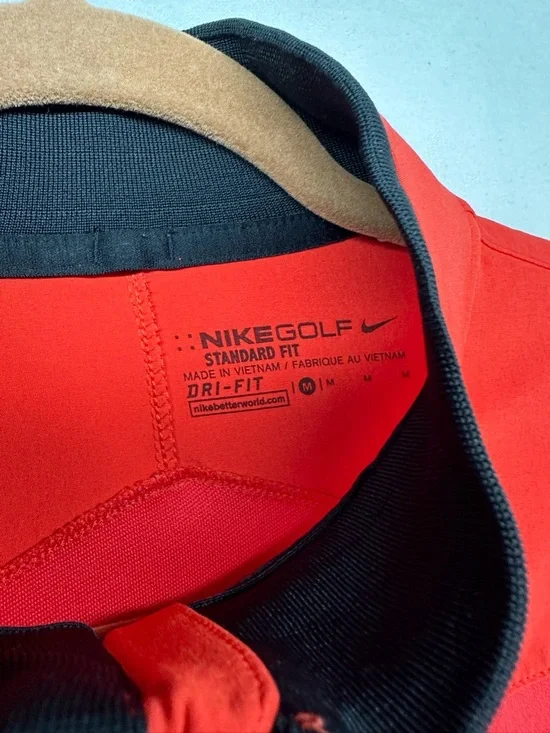 NIKEGOLF
STANDARD FIT
MADE IN VIETNAM / FABRIQUE AU VIETNAM
DRI-FIT | M | M M M
nikebetterworld.com